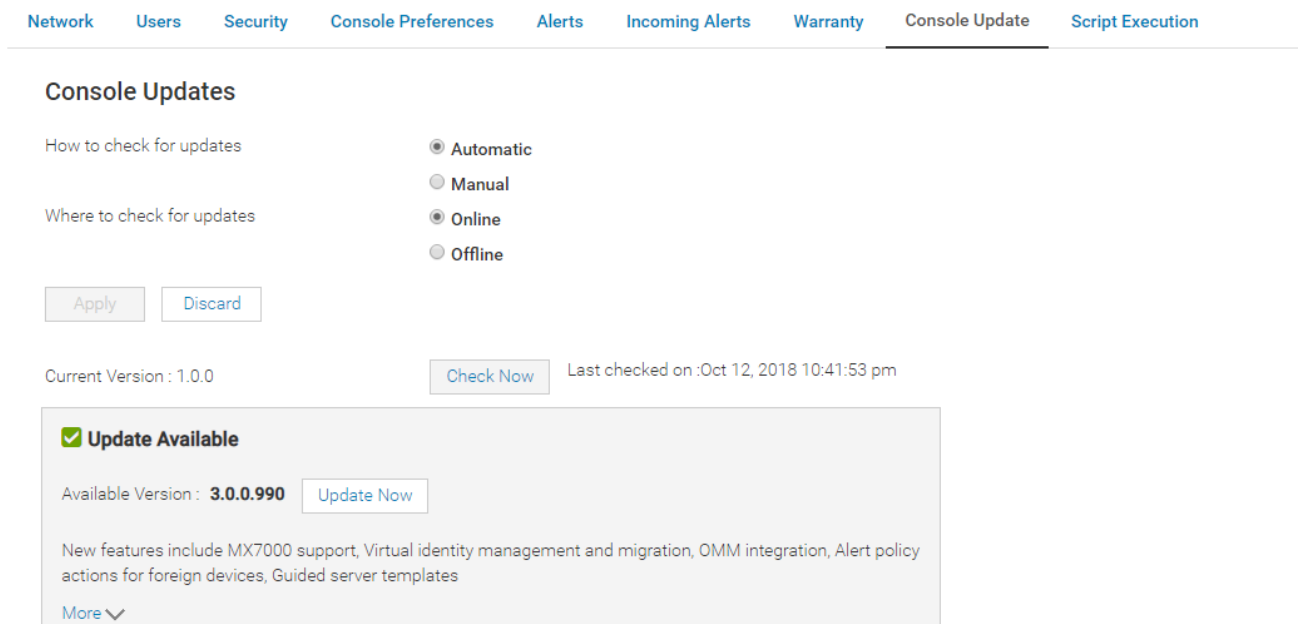 Network Users Security Console Preferences Alerts Incoming Alerts Warranty Console Update Script Execution
Console Updates
How to check for updates
Automatic
Manual
Where to check for updates
Online
Offline
Apply Discard
Current Version : 1.0.0 Check Now Last checked on :Oct 12, 2018 10:41:53 pm
Update Available
Available Version : 3.0.0.990 Update Now
New features include MX7000 support, Virtual identity management and migration, OMM integration, Alert policy
actions for foreign devices, Guided server templates
More